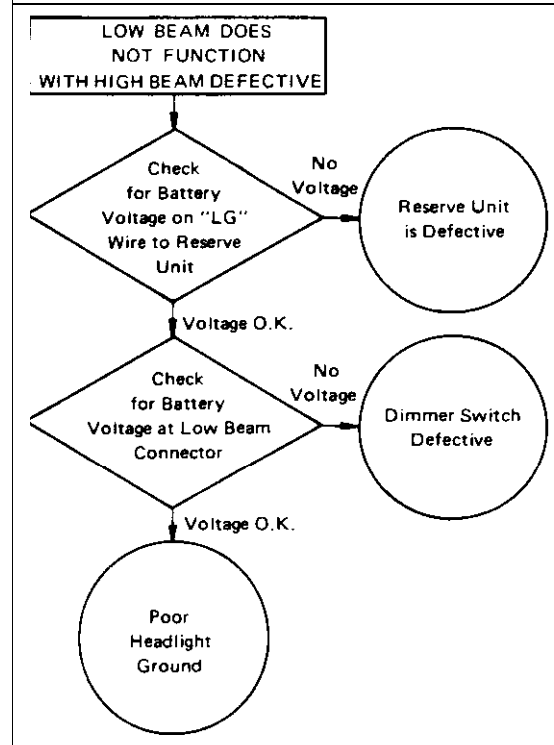 LOW BEAM DOES
NOT FUNCTION
WITH HIGH BEAM DEFECTIVE
Check
for Battery
Voltage on "LG"
Wire to Reserve
Unit
No
Voltage
Reserve Unit
is Defective
Voltage O.K.
Check
for Battery
Voltage at Low Beam
Connector
No
Voltage
Dimmer Switch
Defective
Voltage O.K.
Poor
Headlight
Ground